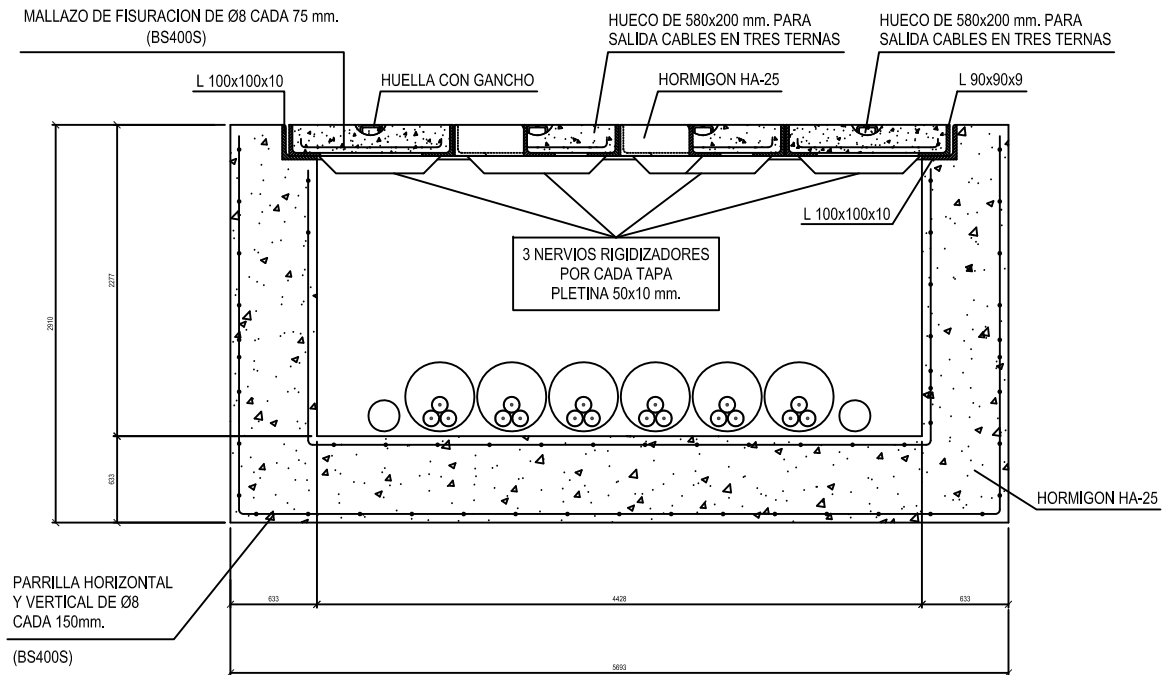 MALLAZO DE FISURACION DE Ø8 CADA 75 mm.
(BS400S)
HUECO DE 580x200 mm. PARA
SALIDA CABLES EN TRES TERNAS
HUECO DE 580x200 mm. PARA
SALIDA CABLES EN TRES TERNAS
L 100x100x10
HUELLA CON GANCHO
HORMIGON HA-25
L 90x90x9
L 100x100x10
3 NERVIOS RIGIDIZADORES
POR CADA TAPA
PLETINA 50x10 mm.
2277
2910
633
HORMIGON HA-25
PARRILLA HORIZONTAL
Y VERTICAL DE Ø8
CADA 150mm.
(BS400S)
633
4428
633
5693